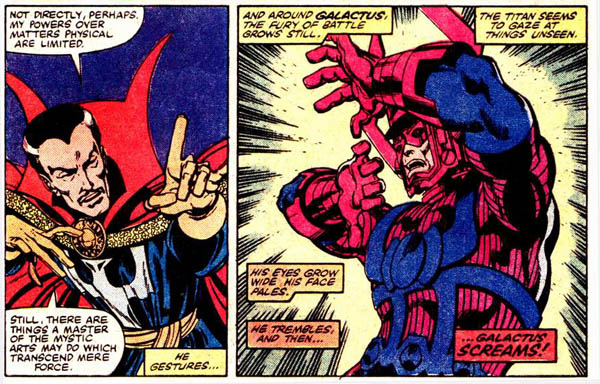 NOT DIRECTLY, PERHAPS.
MY POWERS OVER
MATTERS PHYSICAL
ARE LIMITED.
STILL, THERE ARE
THINGS A MASTER
OF THE MYSTIC
ARTS MAY DO WHICH
TRANSCEND MERE
FORCE.
HE
GESTURES...
AND AROUND GALACTUS,
THE FURY OF BATTLE
GROWS STILL.
THE TITAN SEEMS
TO GAZE AT
THINGS UNSEEN.
HIS EYES GROW
WIDE. HIS FACE
PALES.
HE TREMBLES,
AND THEN...
...GALACTUS
SCREAMS!!